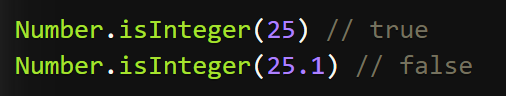 Number.isInteger(25) // true
Number.isInteger(25.1) // false